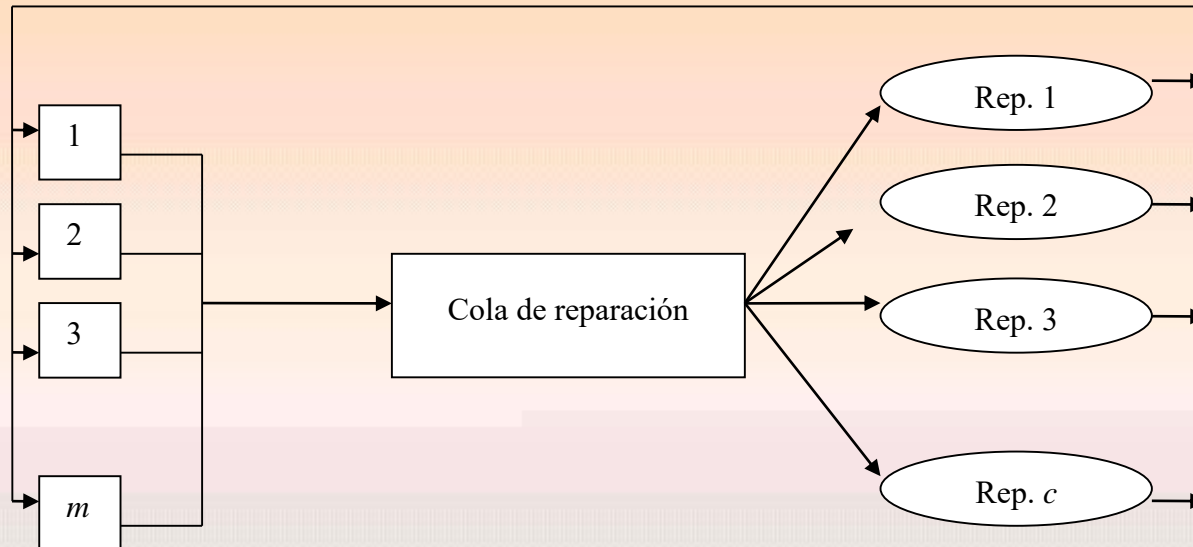 1
2
3
m
Cola de reparación
Rep. 1
Rep. 2
Rep. 3
Rep. c